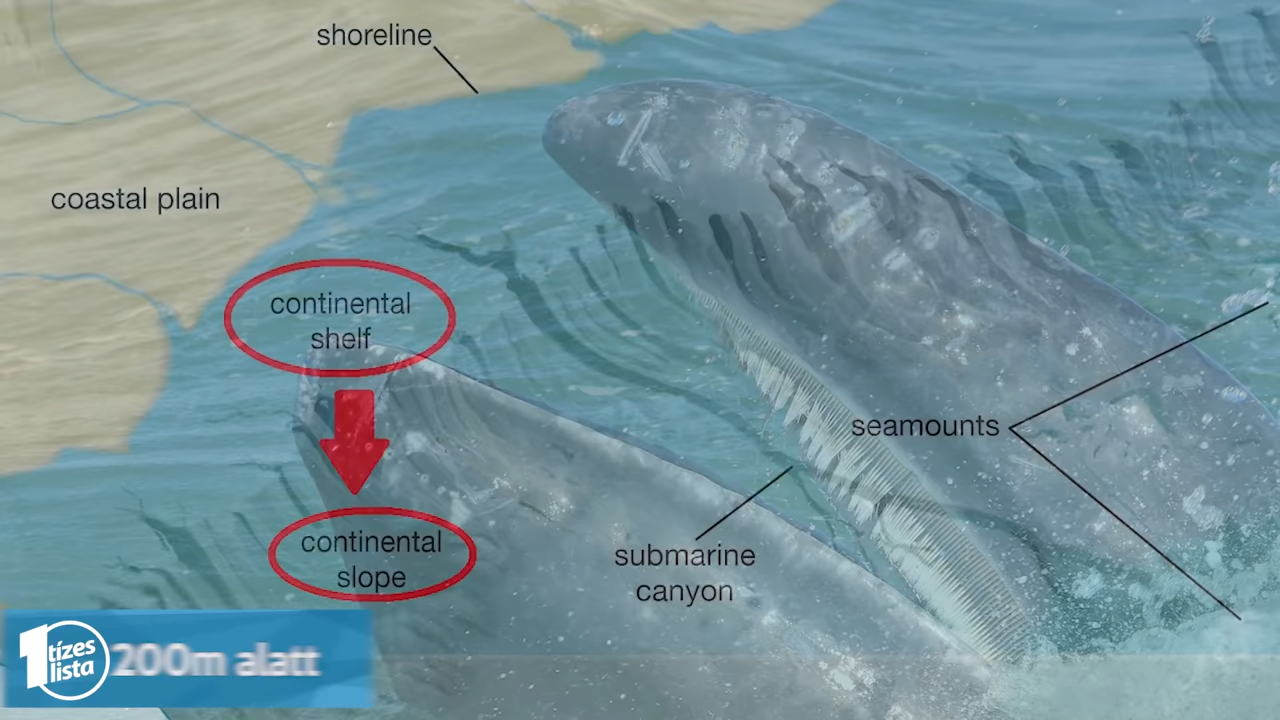 shoreline
coastal plain
continental
shelf
seamounts
continental
slope
submarine
canyon
1 tízes
lista
200m alatt